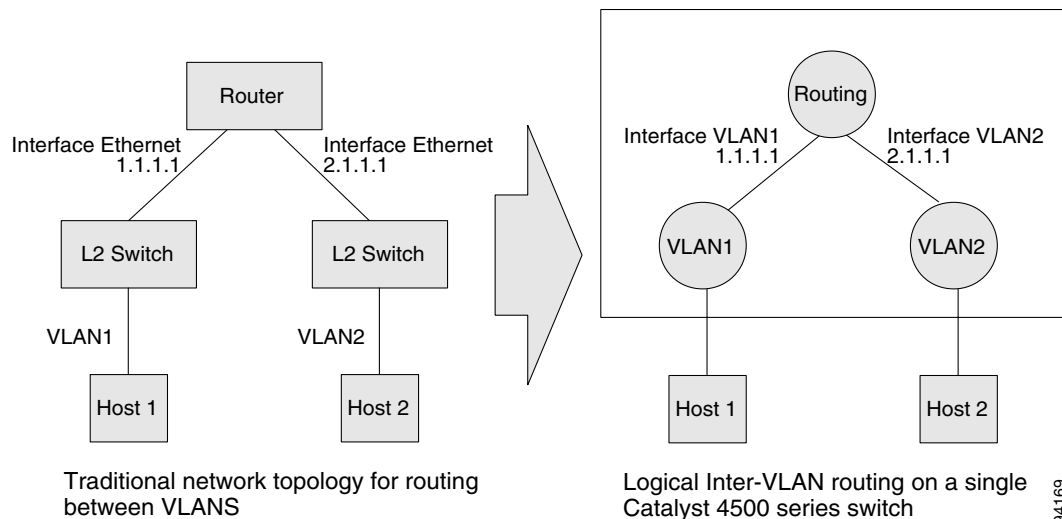 Router
Interface Ethernet
1.1.1.1
Interface Ethernet
2.1.1.1
L2 Switch
L2 Switch
VLAN1
VLAN2
Host 1
Host 2
Traditional network topology for routing
between VLANS
Routing
Interface VLAN1
1.1.1.1
Interface VLAN2
2.1.1.1
VLAN1
VLAN2
Host 1
Host 2
Logical Inter-VLAN routing on a single
Catalyst 4500 series switch